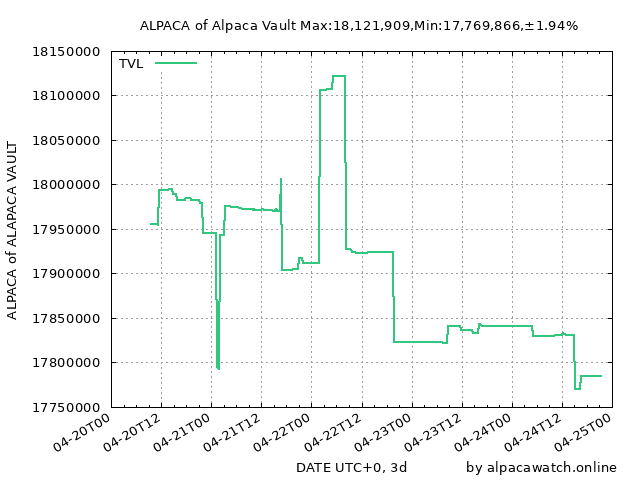 ALPACA of Alpaca Vault Max:18,121,909,Min:17,769,866,±1.94%
TVL
18150000
18100000
18050000
18000000
17950000
17900000
17850000
17800000
17750000
ALPACA of ALAPACA VAULT
04-20T00
04-20T12
04-21T00
04-21T12
04-22T00
04-22T12
04-23T00
04-23T12
04-24T00
04-24T12
04-25T00
DATE UTC+0, 3d
by alpacawatch.online